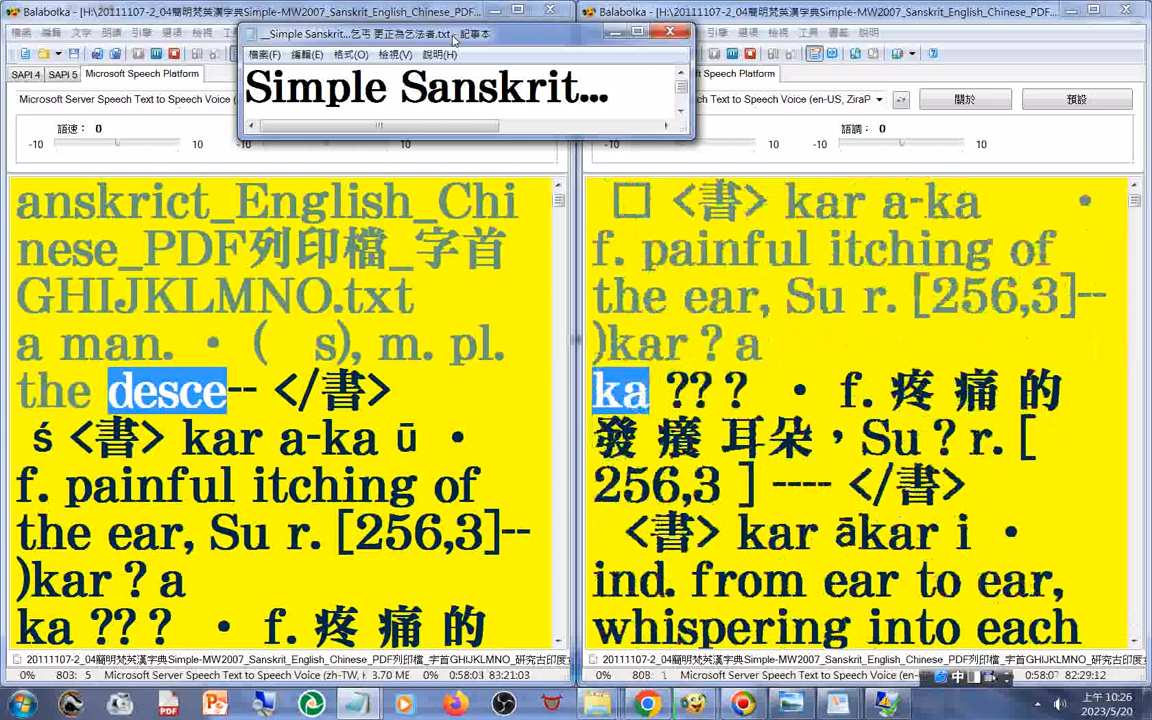 Balabolka - [H:\20111107-2_04簡明梵英漢字典Simple-MW2007_Sanskrit_English_Chinese_PDF...
Balabolka - [H:\20111107-2_04簡明梵英漢字典Simple-MW2007_Sanskrit_English_Chinese_PDF...
__Simple Sanskrit...乞丐 更正為乞法者.txt - 記事本
檔案(F) 編輯(E) 格式(O) 檢視(V) 說明(H)
Simple Sanskrit...
SAPI 4 SAPI 5 Microsoft Speech Platform
Speech Platform
Microsoft Server Speech Text to Speech Voice (
Microsoft Server Speech Text to Speech Voice (en-US, ZiraP
關於 預設
語速： 0
語調： 0
-10 10 10
-10 10
anskrict_English_Chi
nese_PDF列印檔_字首
GHIJKLMNO.txt
a man. • ( s), m. pl.
the desce-- </書>
ś <書> kar a-ka ū •
f. painful itching of
the ear, Su r. [256,3]--
)kar？a
ka ??？ • f. 疼 痛 的
□ <書> kar a-ka •
f. painful itching of
the ear, Su r. [256,3]--
)kar？a
ka ??？ • f. 疼 痛 的
發 癢 耳朵，Su？r. [
256,3 ] ---- </書>
<書> kar ākar i •
ind. from ear to ear,
whispering into each
20111107-2_04簡明梵英漢字典Simple-MW2007_Sanskrit_English_Chinese_PDF列印檔_字首GHIJKLMNO_研究古印度
20111107-2_04簡明梵英漢字典Simple-MW2007_Sanskrit_English_Chinese_PDF列印檔_字首GHIJKLMNO_研究古印度
0% 803: 5 Microsoft Server Speech Text to Speech Voice (zh-TW, 3.70 ME 0% 0:58:03 83:21:03
0% 808: Microsoft Server Speech Text to Speech Voice 0:58:07 82:29:12
中
上午 10:26
2023/5/20